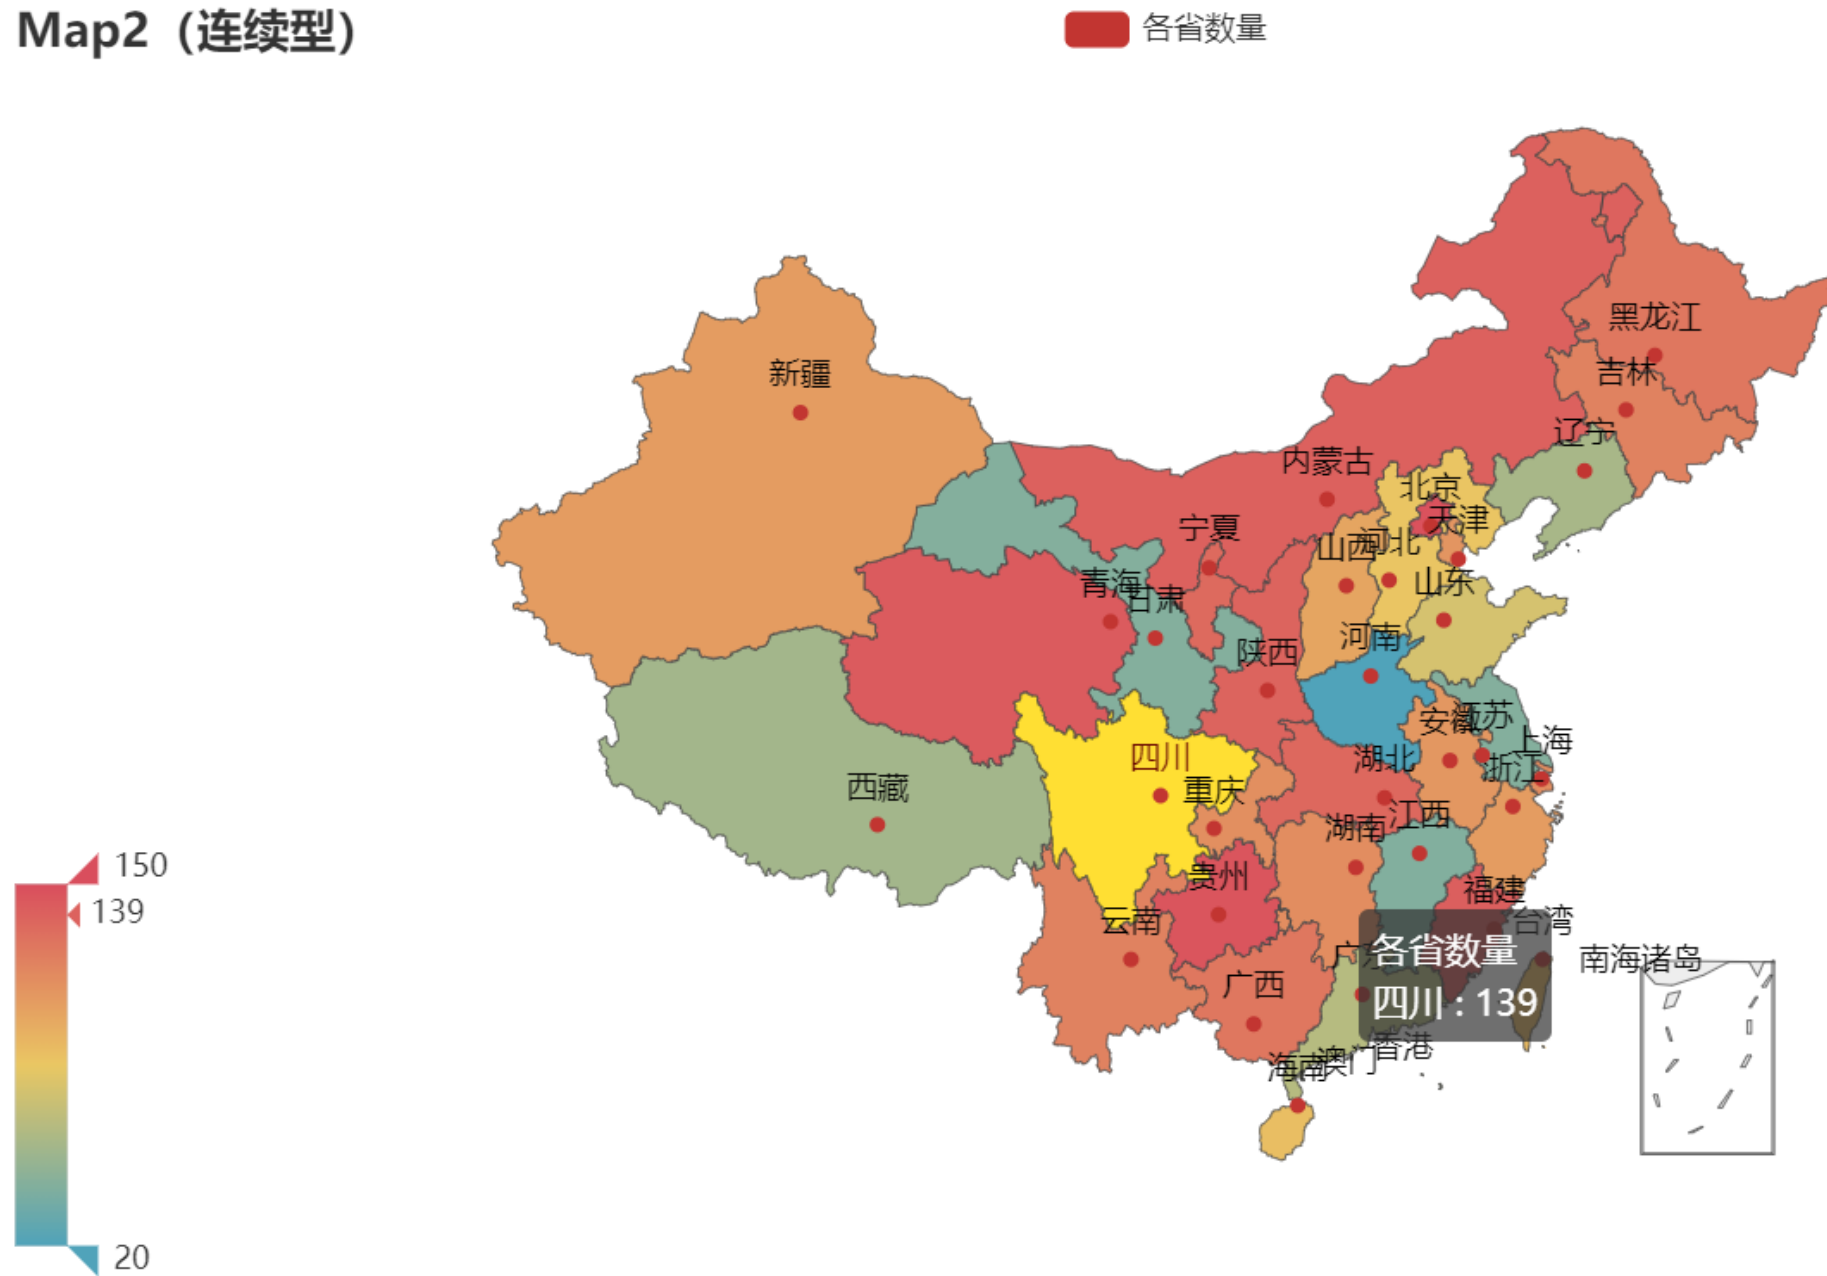 Map2（连续型）
各省数量
黑龙江
吉林
新疆
辽宁
内蒙古
北京
天津
宁夏
山西
河北
山东
青海
甘肃
河南
陕西
安徽
江苏
上海
四川
湖北
浙江
西藏
重庆
江西
湖南
贵州
福建
云南
台湾
广东
南海诸岛
广西
各省数量
四川 : 139
香港
澳门
海南
150
139
20